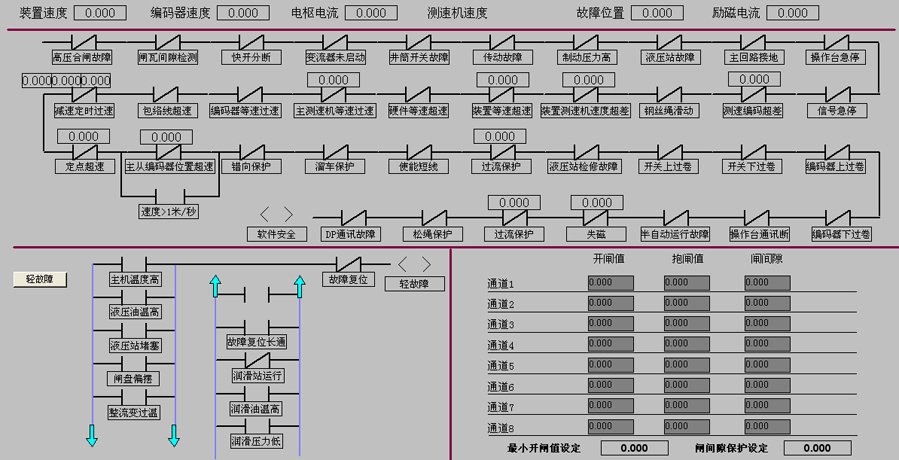 装置速度 0.000 编码器速度 0.000 电枢电流 0.000 测速机速度 故障位置 0.000 励磁电流 0.000
高压合闸故障 闸瓦间隙检测 快开分断 变流器未启动 井筒开关故障 传动故障 制动压力高 液压站故障 主回路接地 操作台急停
0.000 0.000 0.000 0.000 0.000 0.000 0.000
减速定时过速 包络线超速 编码器等速过速 主测速机等速过速 硬件等速超速 装置等速超速 装置测速机速度超差 钢丝绳滑动 测速编码超差 信号急停
0.000 0.000 0.000
定点超速 主从编码器位置超速 错向保护 溜车保护 使能短线 过流保护 液压站检修故障 开关上过卷 开关下过卷 编码器上过卷
速度>1米/秒
0.000 0.000
软件安全 DP通讯故障 松绳保护 过流保护 失磁 半自动运行故障 操作台通讯断 编码器下过卷
轻故障
主机温度高 故障复位 轻故障
液压油温高
液压站堵塞 故障复位长通
闸盘偏摆 润滑站运行
整流变过温 润滑油温高
润滑压力低
开闸值 抱闸值 闸间隙
通道1 0.000 0.000 0.000
通道2 0.000 0.000 0.000
通道3 0.000 0.000 0.000
通道4 0.000 0.000 0.000
通道5 0.000 0.000 0.000
通道6 0.000 0.000 0.000
通道7 0.000 0.000 0.000
通道8 0.000 0.000 0.000
最小开闸值设定 0.000 闸间隙保护设定 0.000